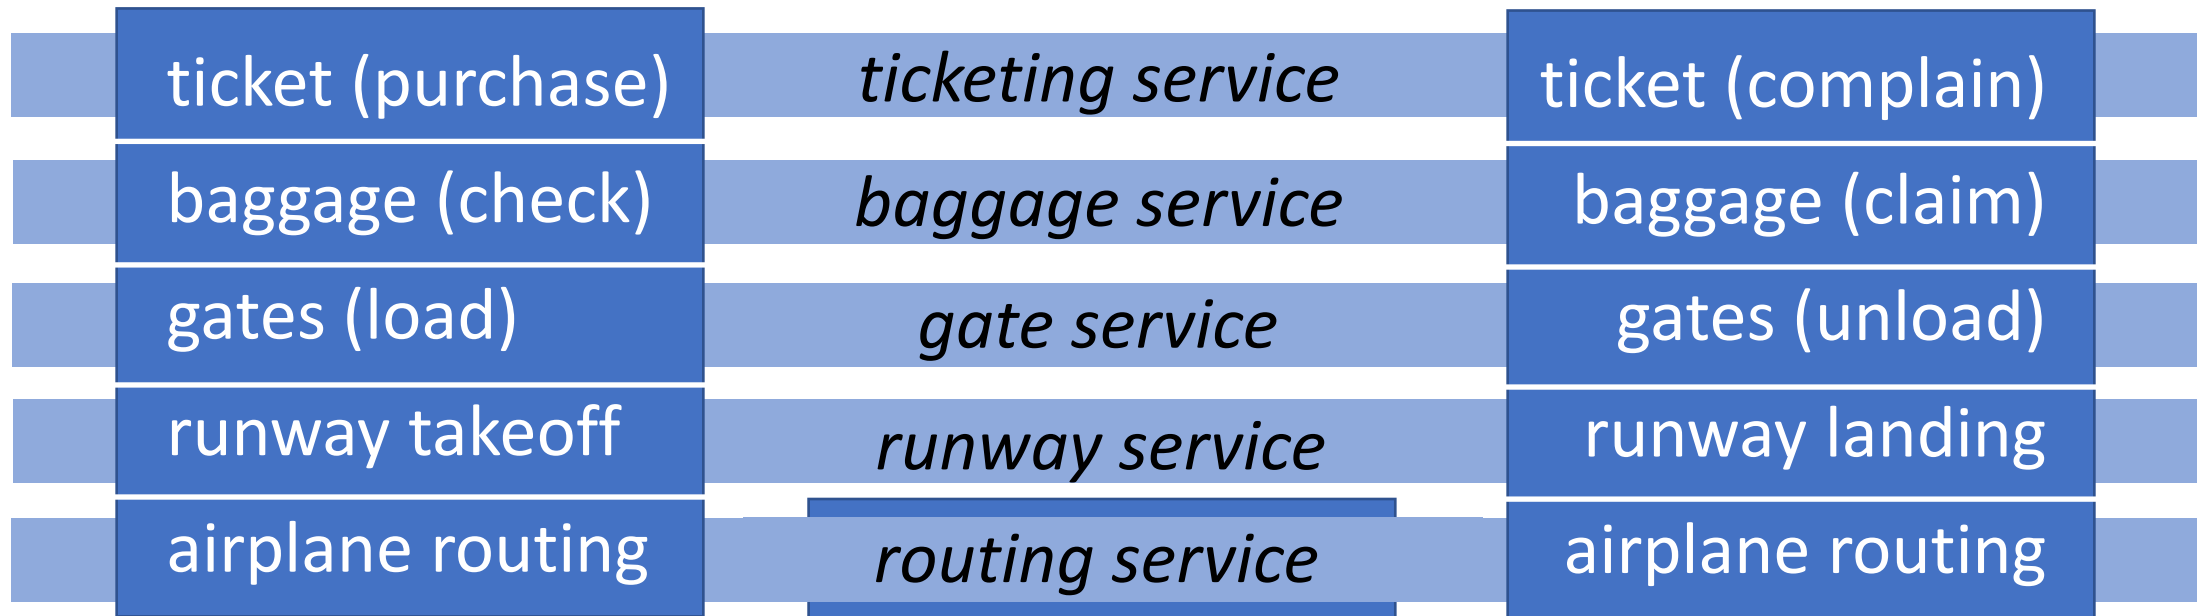 ticket (purchase) ticketing service ticket (complain)
baggage (check) baggage service baggage (claim)
gates (load) gate service gates (unload)
runway takeoff runway service runway landing
airplane routing routing service airplane routing